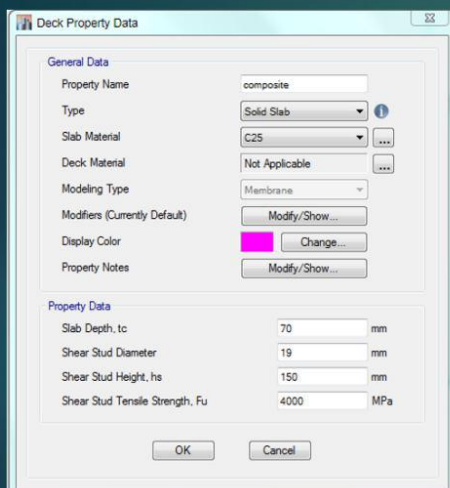 Deck Property Data
General Data
Property Name composite
Type Solid Slab
Slab Material C25 ...
Deck Material Not Applicable ...
Modeling Type Membrane
Modifiers (Currently Default) Modify/Show...
Display Color Change...
Property Notes Modify/Show...
Property Data
Slab Depth, tc 70 mm
Shear Stud Diameter 19 mm
Shear Stud Height, hs 150 mm
Shear Stud Tensile Strength, Fu 4000 MPa
OK Cancel